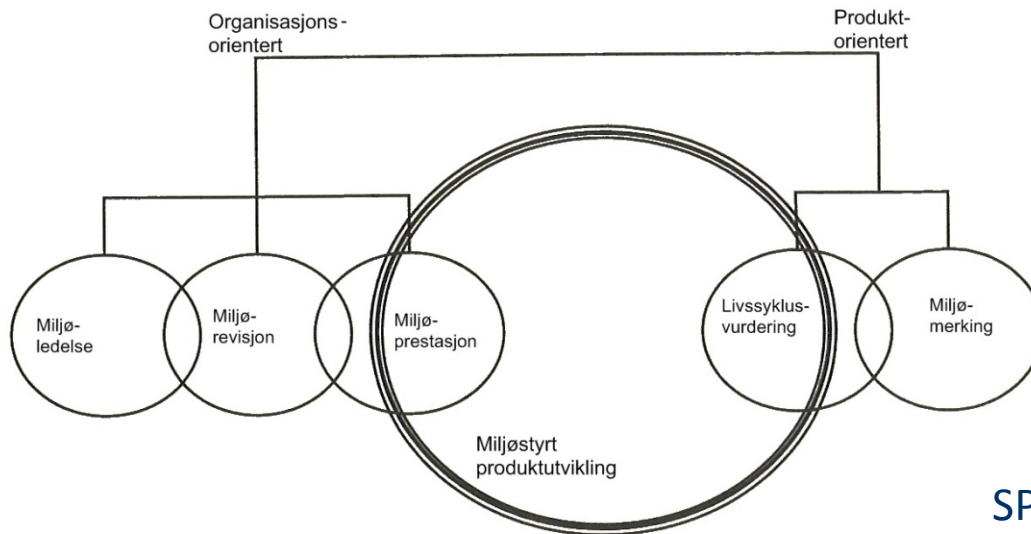 Organisasjons-
orientert
Produkt-
orientert
Miljø-
ledelse
Miljø-
revisjon
Miljø-
prestasjon
Livssyklus-
vurdering
Miljø-
merking
Miljøstyrt
produktutvikling
SP